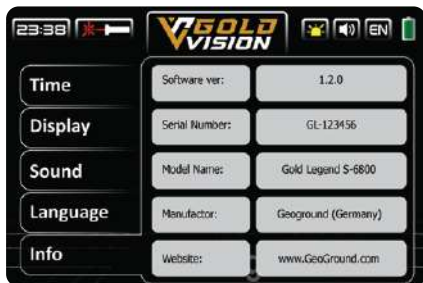 23:38 GOLD VISION EN
Time
Display
Sound
Language
Info
Software ver: 1.2.0
Serial Number: GL-123456
Model Name: Gold Legend S-6800
Manufactor: Geoground (Germany)
Website: www.GeoGround.com